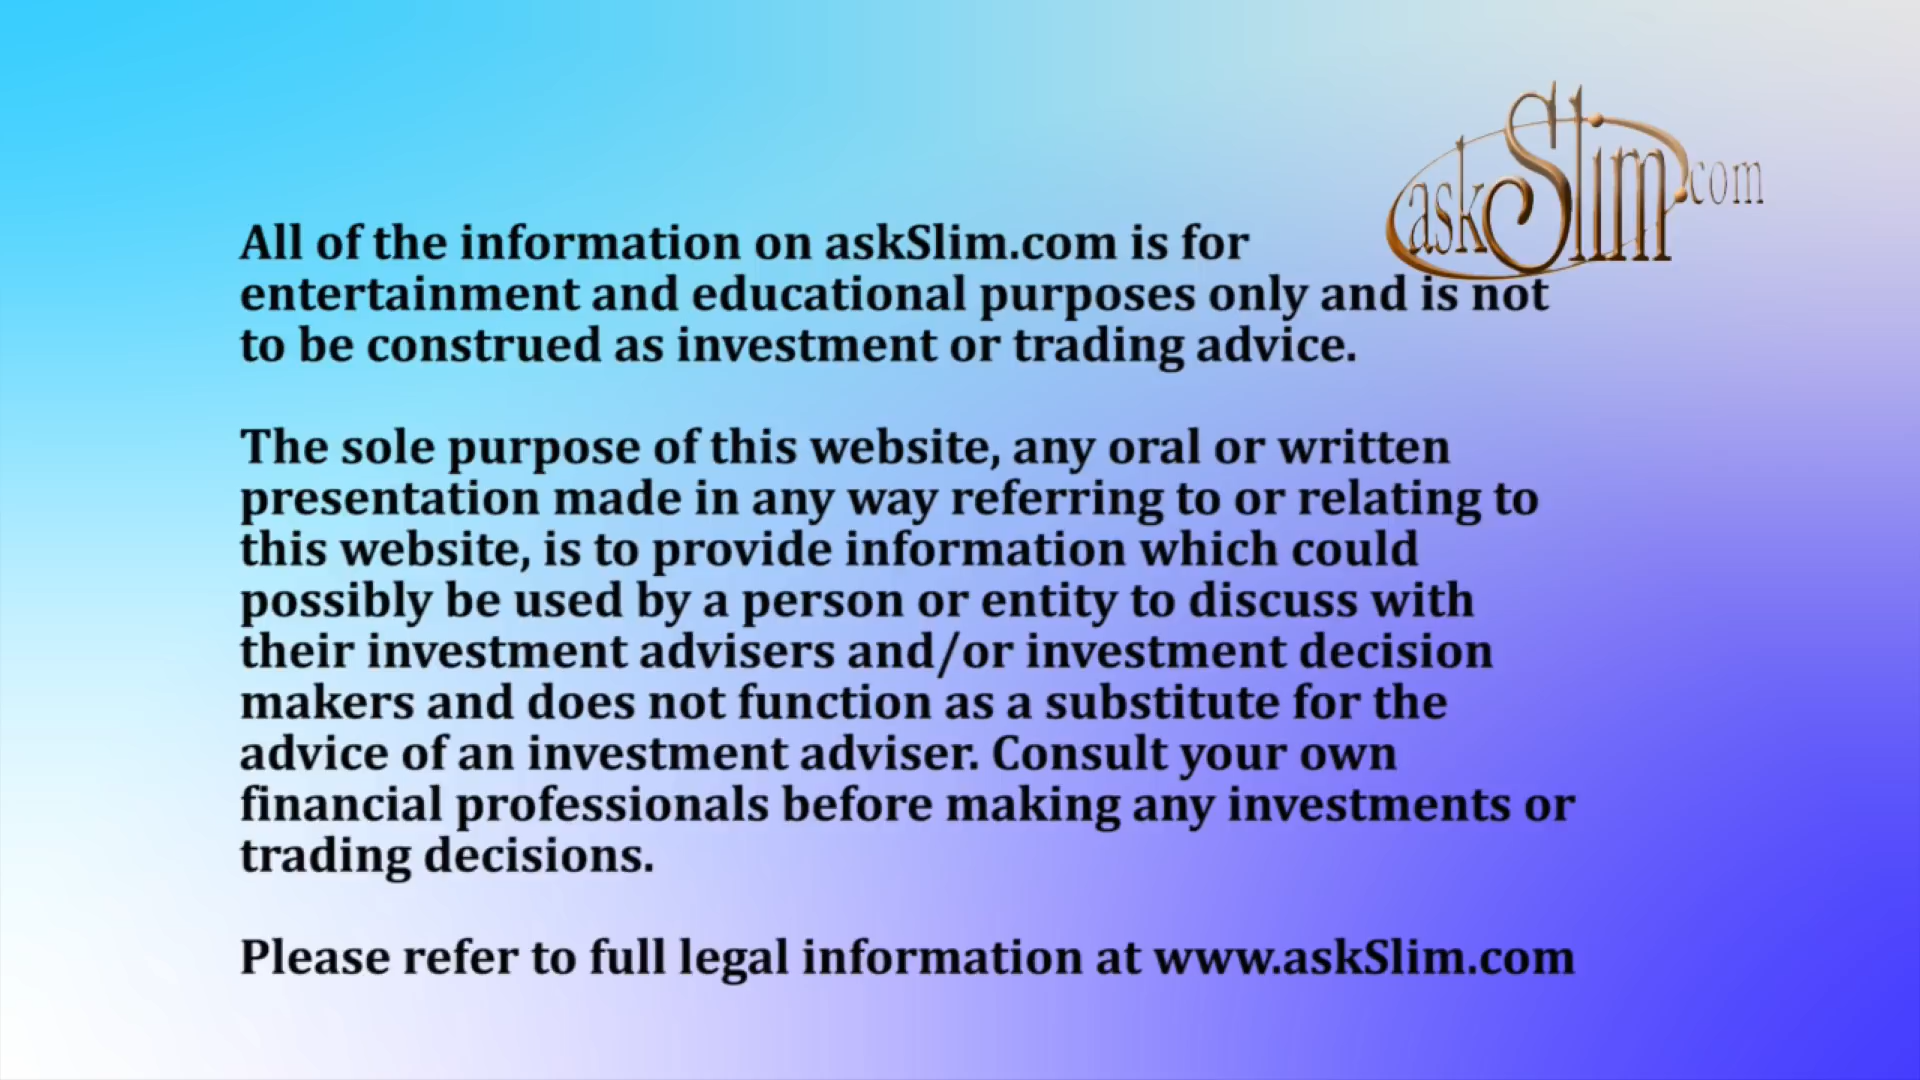 askSlim.com
All of the information on askSlim.com is for
entertainment and educational purposes only and is not
to be construed as investment or trading advice.
The sole purpose of this website, any oral or written
presentation made in any way referring to or relating to
this website, is to provide information which could
possibly be used by a person or entity to discuss with
their investment advisers and/or investment decision
makers and does not function as a substitute for the
advice of an investment adviser. Consult your own
financial professionals before making any investments or
trading decisions.
Please refer to full legal information at www.askSlim.com